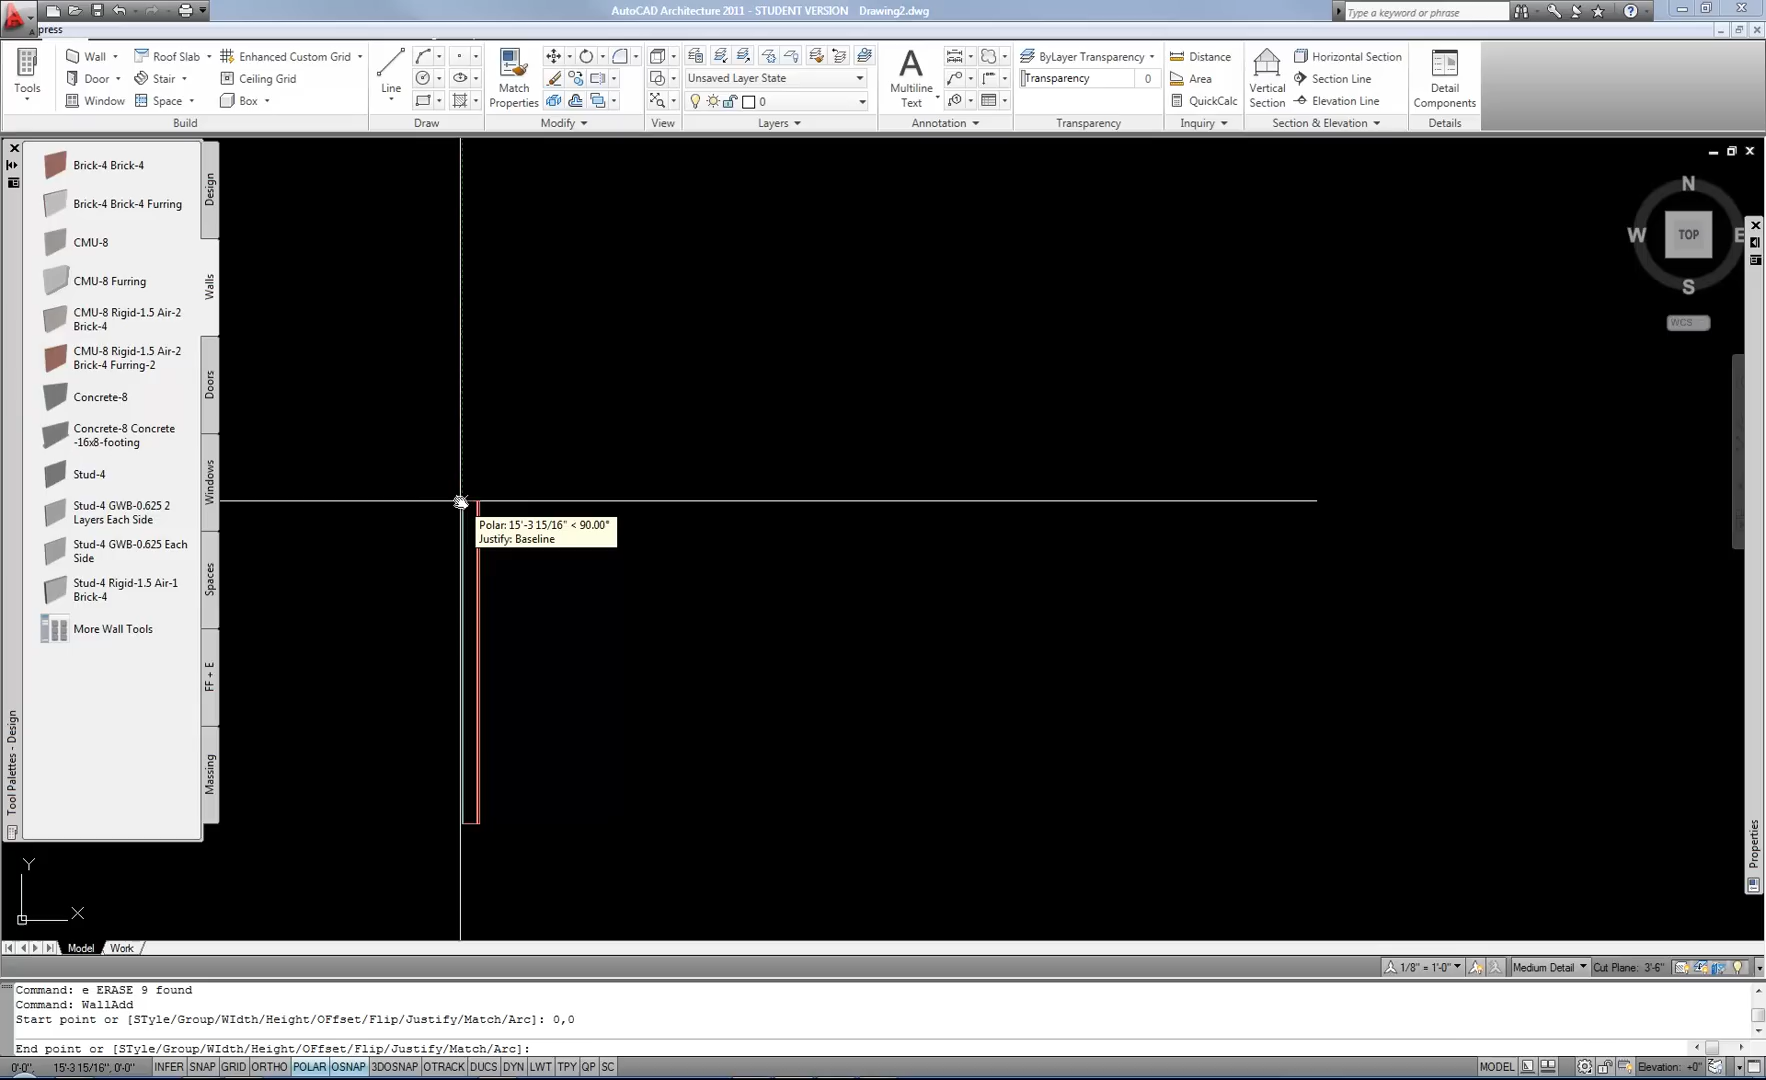 AutoCAD Architecture 2011 - STUDENT VERSION    Drawing2.dwg
Type a keyword or phrase
press
Tools
Wall
Door
Window
Roof Slab
Stair
Space
Enhanced Custom Grid
Ceiling Grid
Box
Build
Line
Draw
Match
Properties
Modify
View
Unsaved Layer State
0
Layers
Multiline
Text
Annotation
ByLayer Transparency
Transparency 0
Transparency
Distance
Area
QuickCalc
Inquiry
Vertical
Section
Horizontal Section
Section Line
Elevation Line
Section & Elevation
Detail
Components
Details
Brick-4 Brick-4
Brick-4 Brick-4 Furring
CMU-8
CMU-8 Furring
CMU-8 Rigid-1.5 Air-2
Brick-4
CMU-8 Rigid-1.5 Air-2
Brick-4 Furring-2
Concrete-8
Concrete-8 Concrete
-16x8-footing
Stud-4
Stud-4 GWB-0.625 2
Layers Each Side
Stud-4 GWB-0.625 Each
Side
Stud-4 Rigid-1.5 Air-1
Brick-4
More Wall Tools
Design
Walls
Doors
Windows
Spaces
FF + E
Massing
Tool Palettes - Design
Polar: 15'-3 15/16" < 90.00°
Justify: Baseline
N
W
TOP
E
S
WCS
Properties
Y
X
Model
Work
1/8" = 1'-0"
Medium Detail
Cut Plane: 3'-6"
Command: e ERASE 9 found
Command: WallAdd
Start point or [STyle/Group/WIdth/Height/OFfset/Flip/Justify/Match/Arc]: 0,0
End point or [STyle/Group/WIdth/Height/OFfset/Flip/Justify/Match/Arc]:
0'-0", 15'-3 15/16", 0'-0"
INFER SNAP GRID ORTHO POLAR OSNAP 3DOSNAP OTRACK DUCS DYN LWT TPY QP SC
MODEL
Elevation: +0"